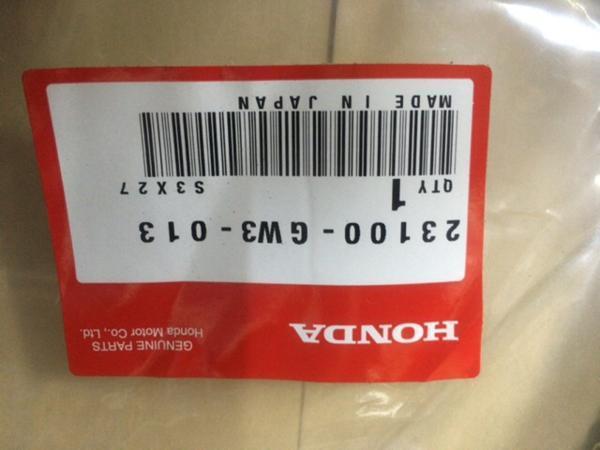 HONDA
GENUINE PARTS
Honda Motor Co., Ltd.
23100-GW3-013
QTY 1 S3X27
MADE IN JAPAN